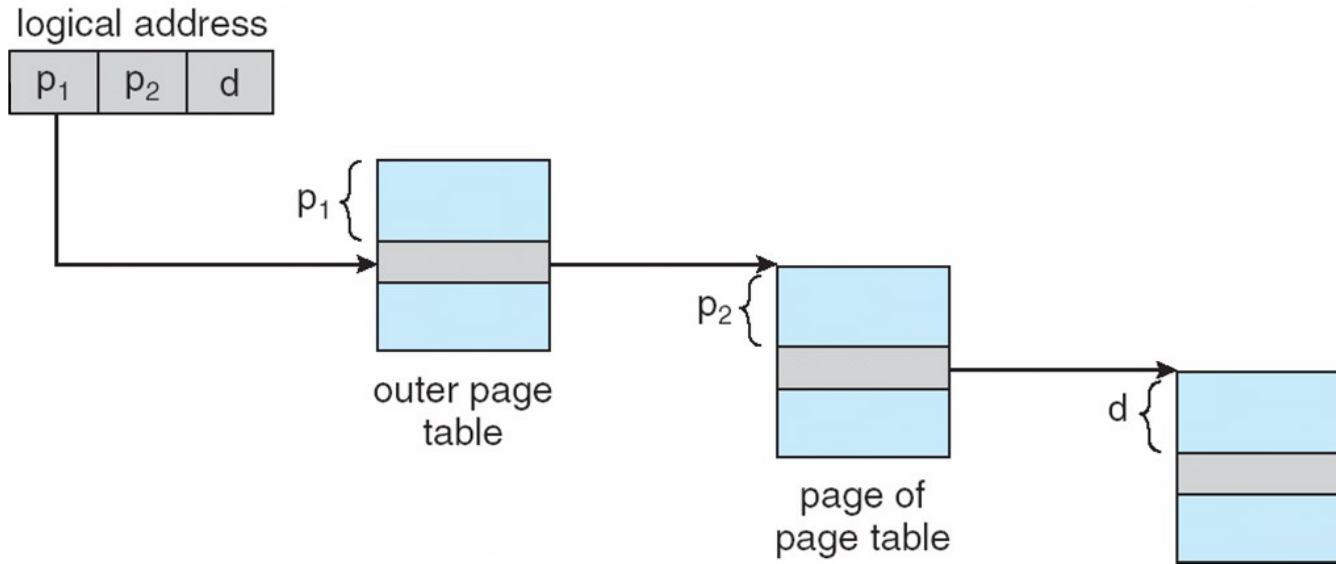 logical address
p₁ p₂ d
p₁
outer page
table
p₂
page of
page table
d